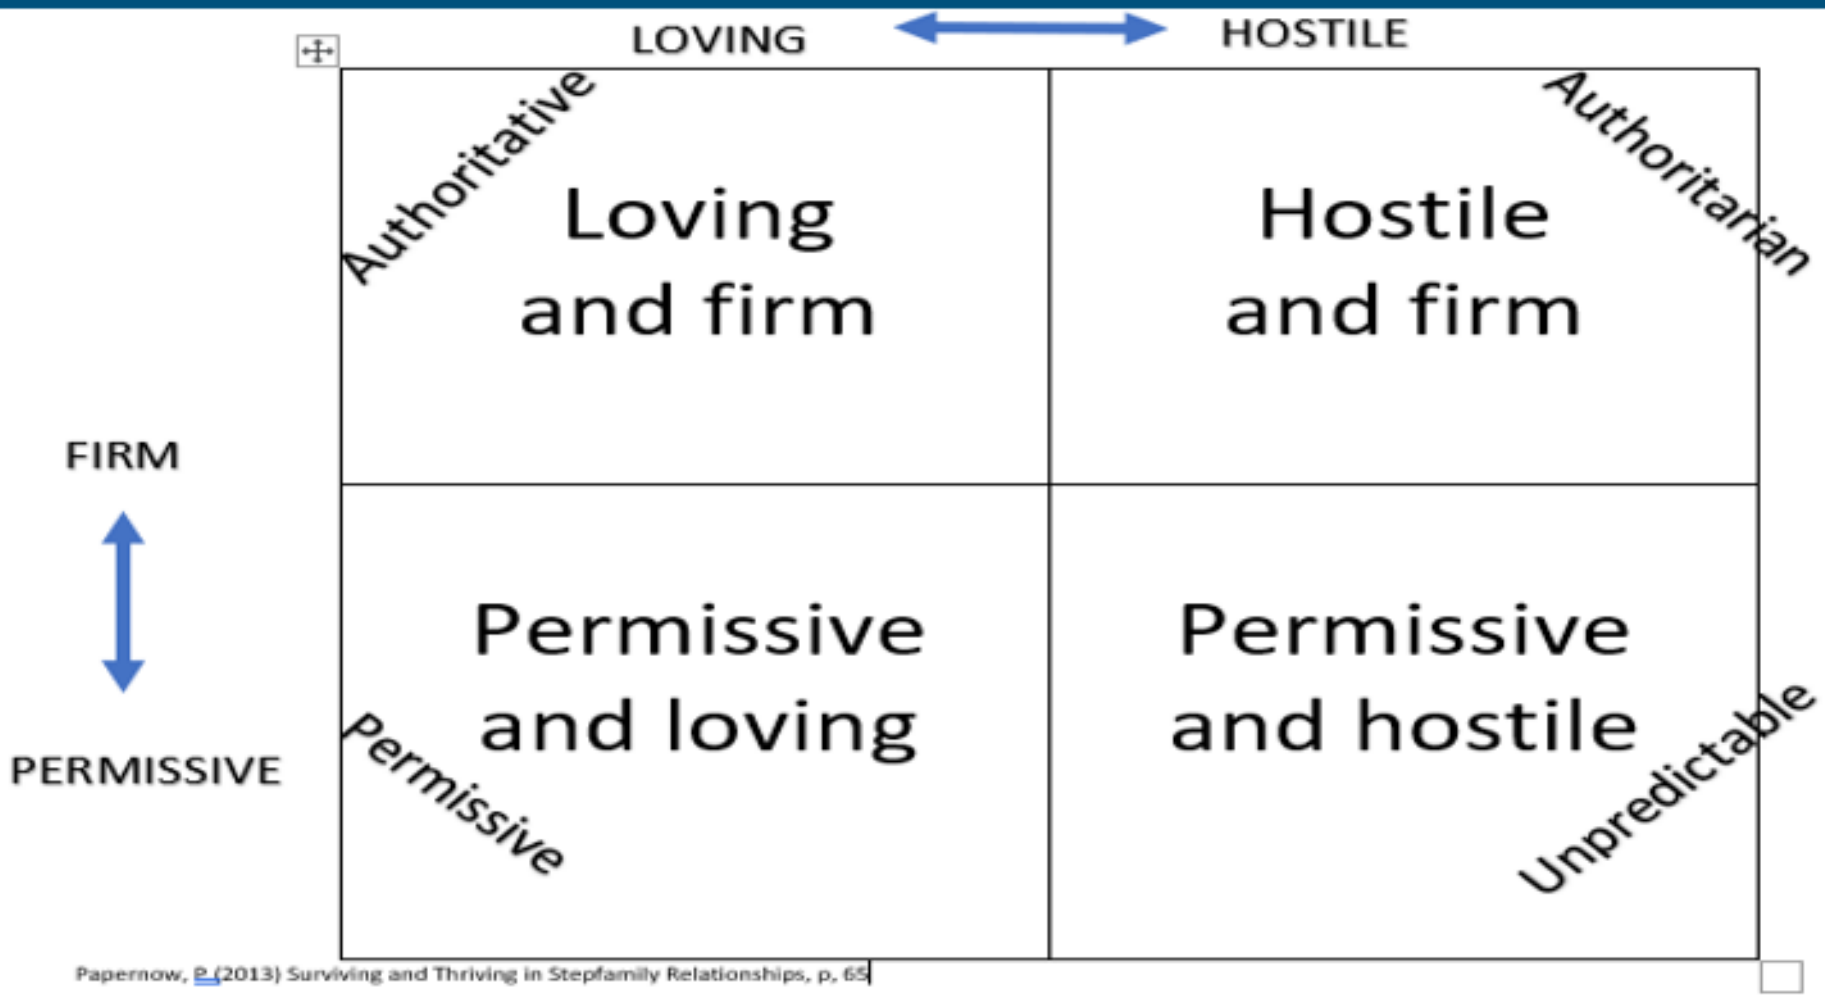 LOVING HOSTILE
Authoritative
Authoritarian
Loving
and firm
Hostile
and firm
FIRM
PERMISSIVE
Permissive
and loving
Permissive
and hostile
Permissive
Unpredictable
Papernow, P (2013) Surviving and Thriving in Stepfamily Relationships, p, 65